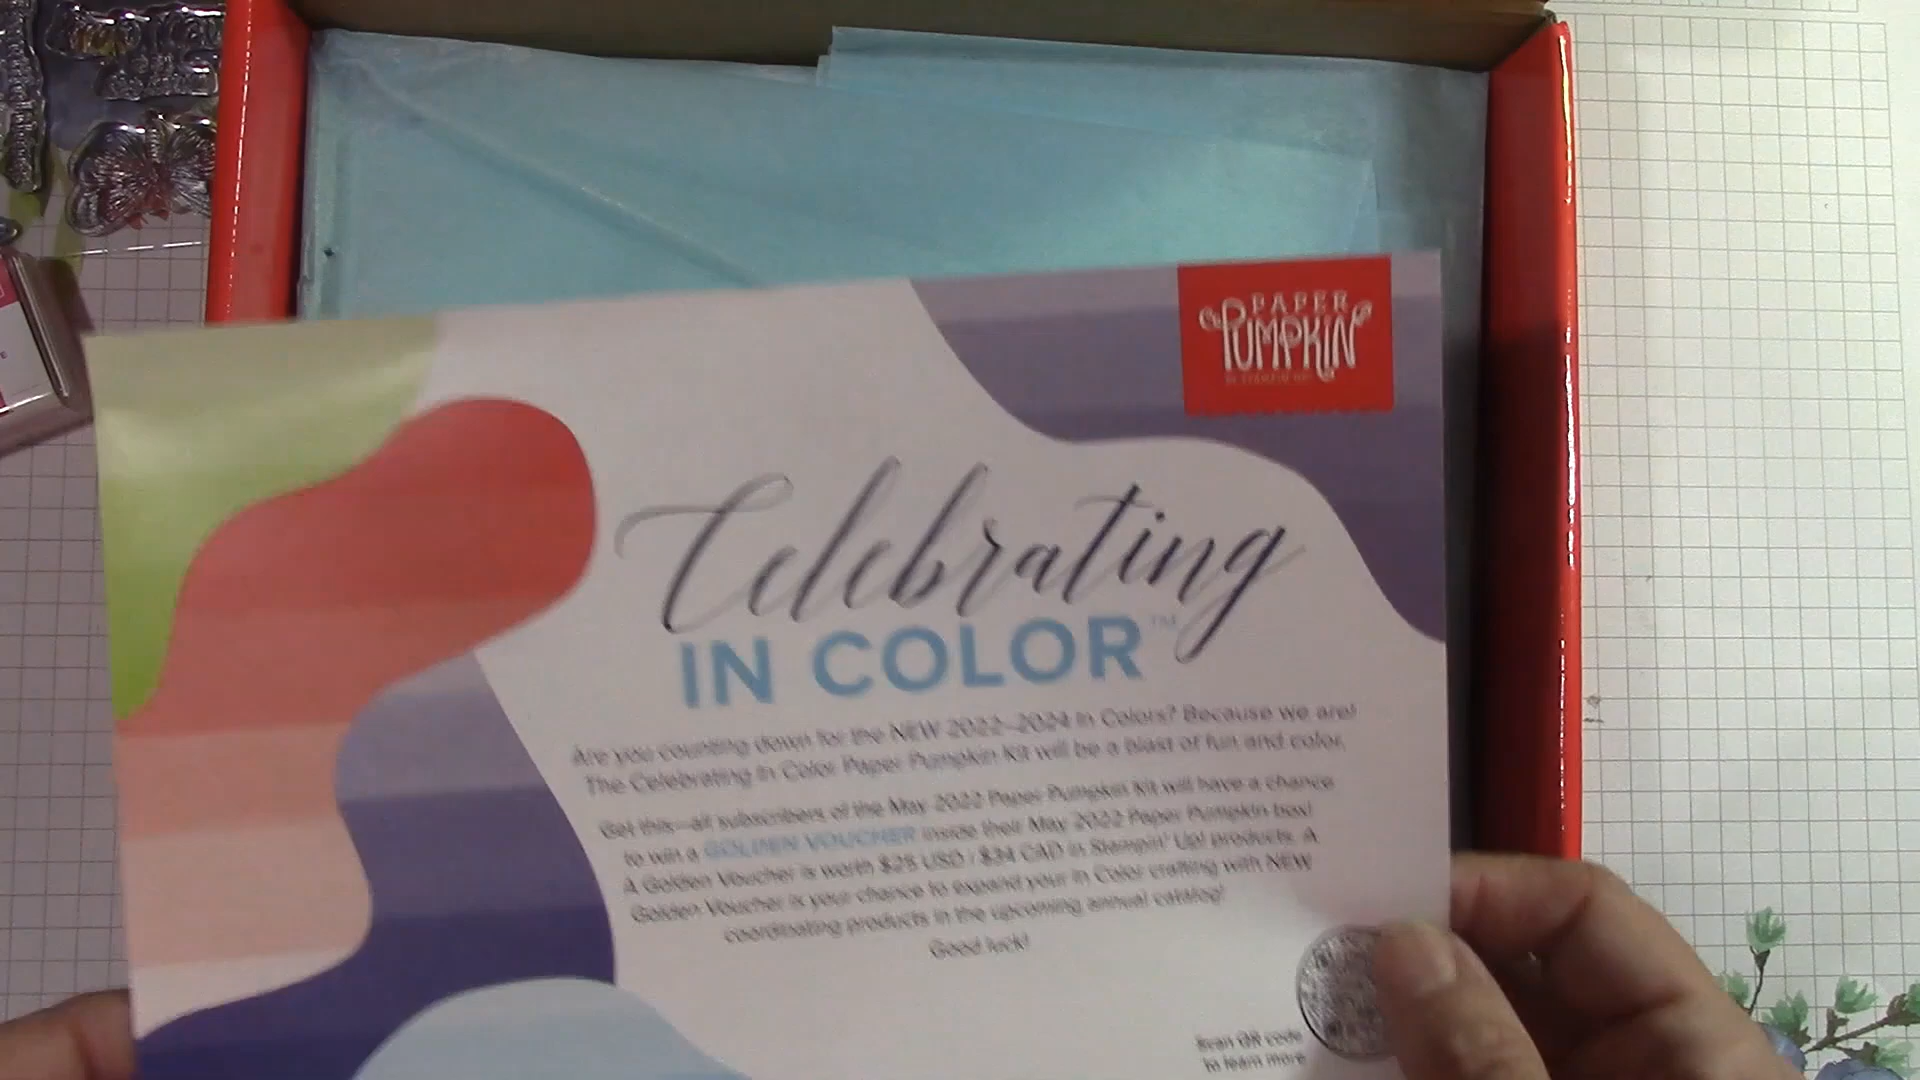 PAPER
PUMPKIN
BY STAMPIN' UP!
Celebrating
IN COLOR™
Are you counting down for the NEW 2022–2024 In Colors? Because we are!
The Celebrating In Color Paper Pumpkin Kit will be a blast of fun and color.
Get this—all subscribers of the May 2022 Paper Pumpkin Kit will have a chance
to win a GOLDEN VOUCHER inside their May 2022 Paper Pumpkin box!
A Golden Voucher is worth $25 USD / $34 CAD in Stampin' Up! products. A
Golden Voucher is your chance to expand your In Color crafting with NEW
coordinating products in the upcoming annual catalog!
Good luck!
Scan QR code
to learn more